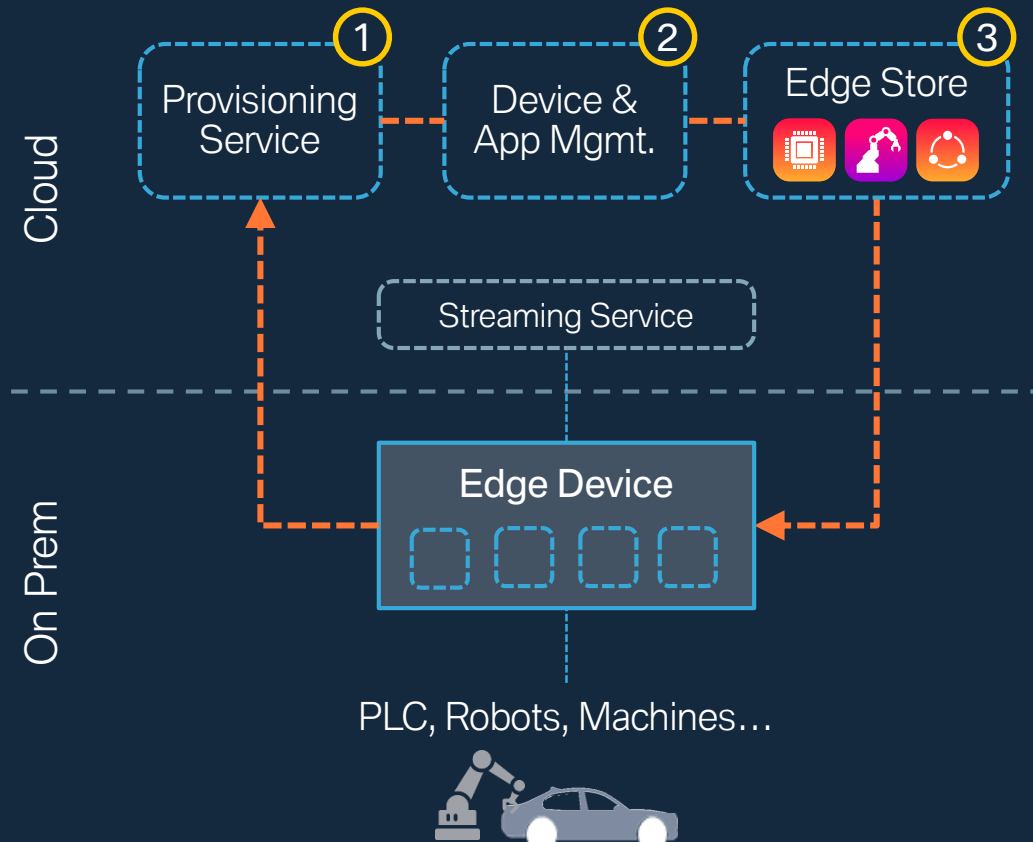 1
Provisioning
Service
2
Device &
App Mgmt.
3
Edge Store
Cloud
Streaming Service
On Prem
Edge Device
PLC, Robots, Machines...